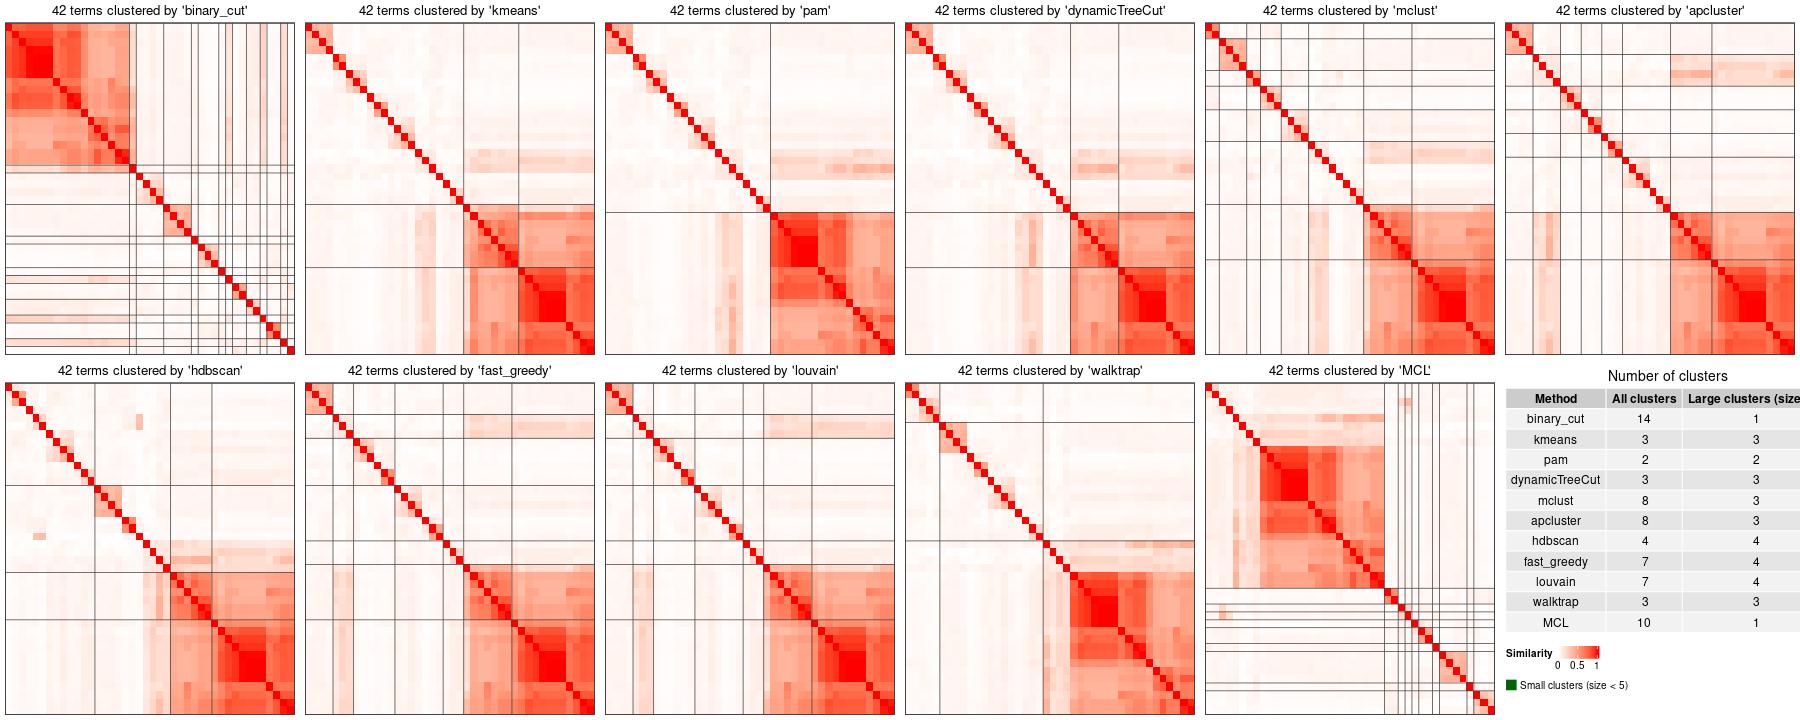 42 terms clustered by 'binary_cut'
42 terms clustered by 'kmeans'
42 terms clustered by 'pam'
42 terms clustered by 'dynamicTreeCut'
42 terms clustered by 'mclust'
42 terms clustered by 'apcluster'
42 terms clustered by 'hdbscan'
42 terms clustered by 'fast_greedy'
42 terms clustered by 'louvain'
42 terms clustered by 'walktrap'
42 terms clustered by 'MCL'
Number of clusters
Method All clusters Large clusters (size
binary_cut 14 1
kmeans 3 3
pam 2 2
dynamicTreeCut 3 3
mclust 8 3
apcluster 8 3
hdbscan 4 4
fast_greedy 7 4
louvain 7 4
walktrap 3 3
MCL 10 1
Similarity
0 0.5 1
Small clusters (size < 5)